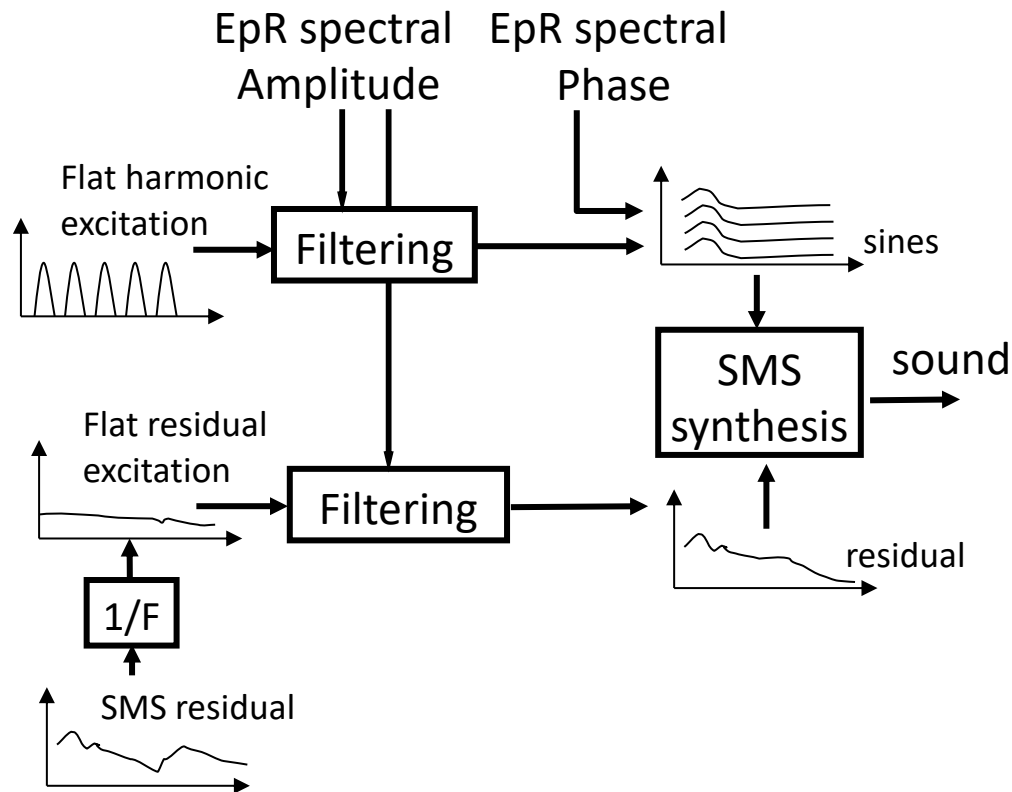 EpR spectral
Amplitude
EpR spectral
Phase
Flat harmonic
excitation
Filtering
sines
SMS
synthesis
sound
Flat residual
excitation
Filtering
residual
1/F
SMS residual